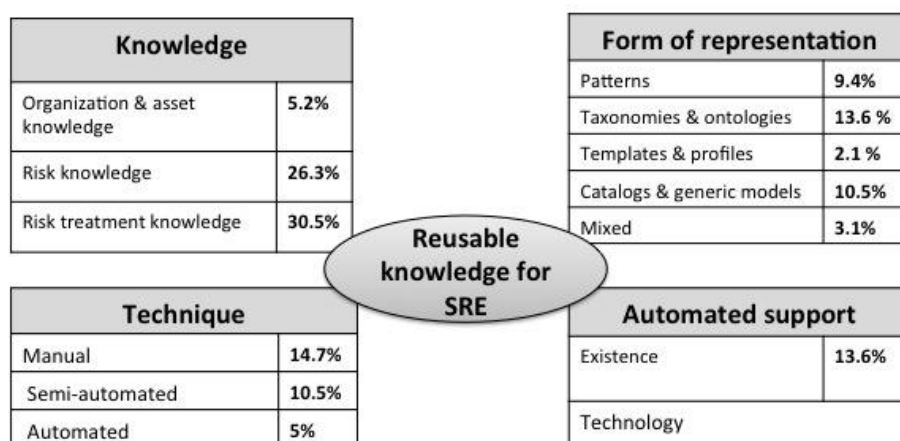 Knowledge
Organization & asset
knowledge
5.2%
Risk knowledge
26.3%
Risk treatment knowledge
30.5%
Form of representation
Patterns
9.4%
Taxonomies & ontologies
13.6 %
Templates & profiles
2.1 %
Catalogs & generic models
10.5%
Mixed
3.1%
Reusable
knowledge for
SRE
Technique
Manual
14.7%
Semi-automated
10.5%
Automated
5%
Automated support
Existence
13.6%
Technology